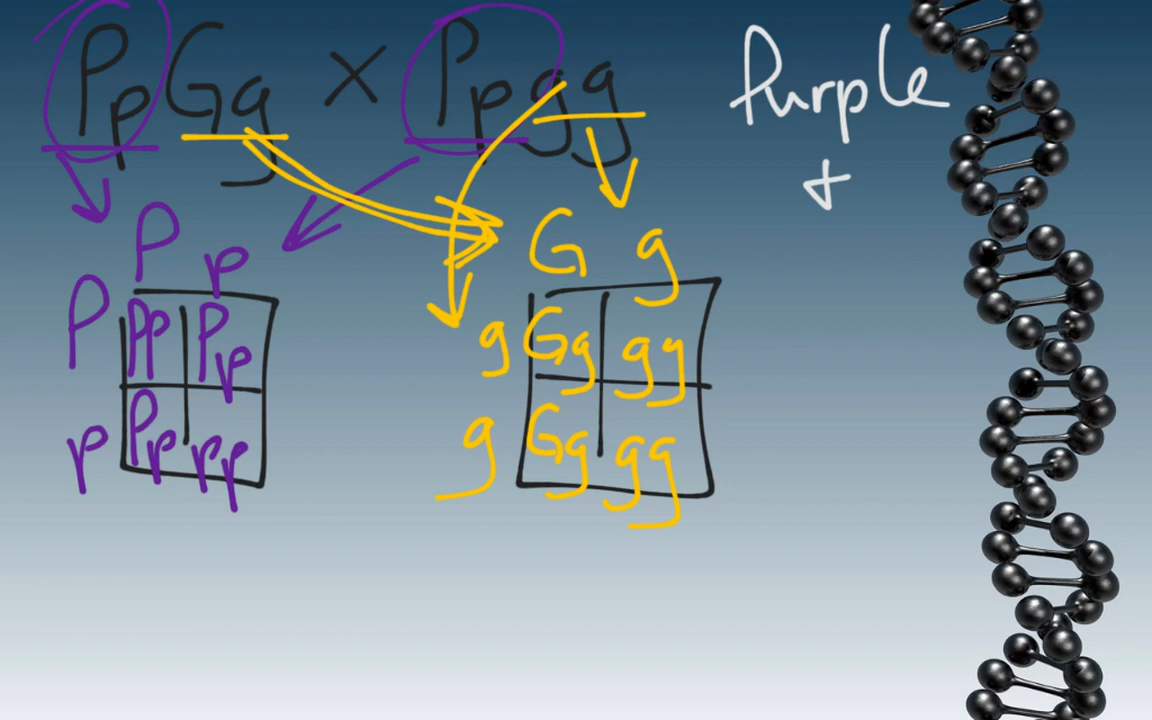 PpGg × Ppgg
Purple
+
P p
P PP Pp
p Pp pp
G g
g Gg gg
g Gg gg